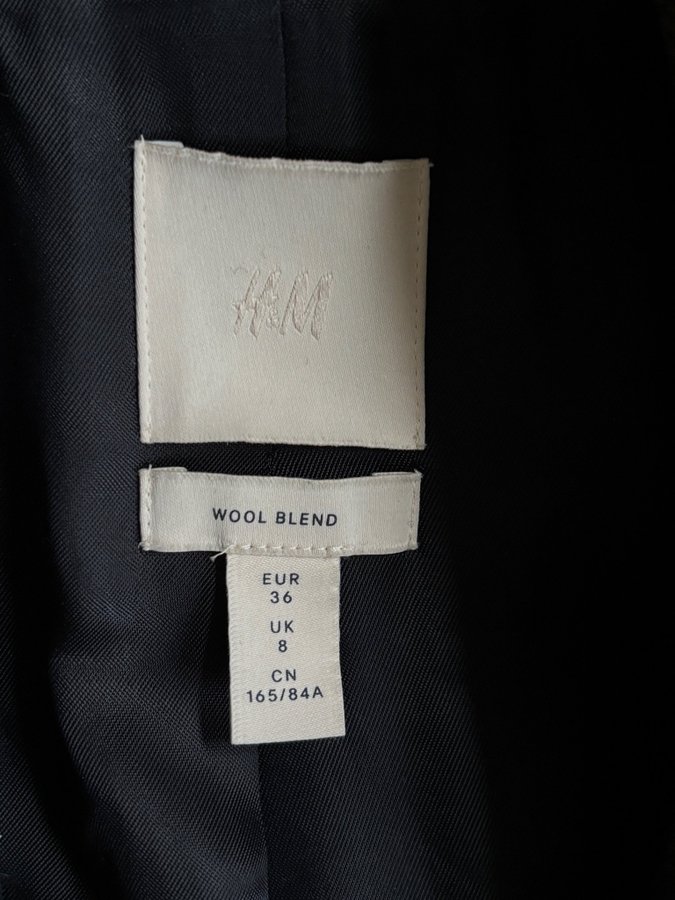 H&M
WOOL BLEND
EUR
36
UK
8
CN
165/84A